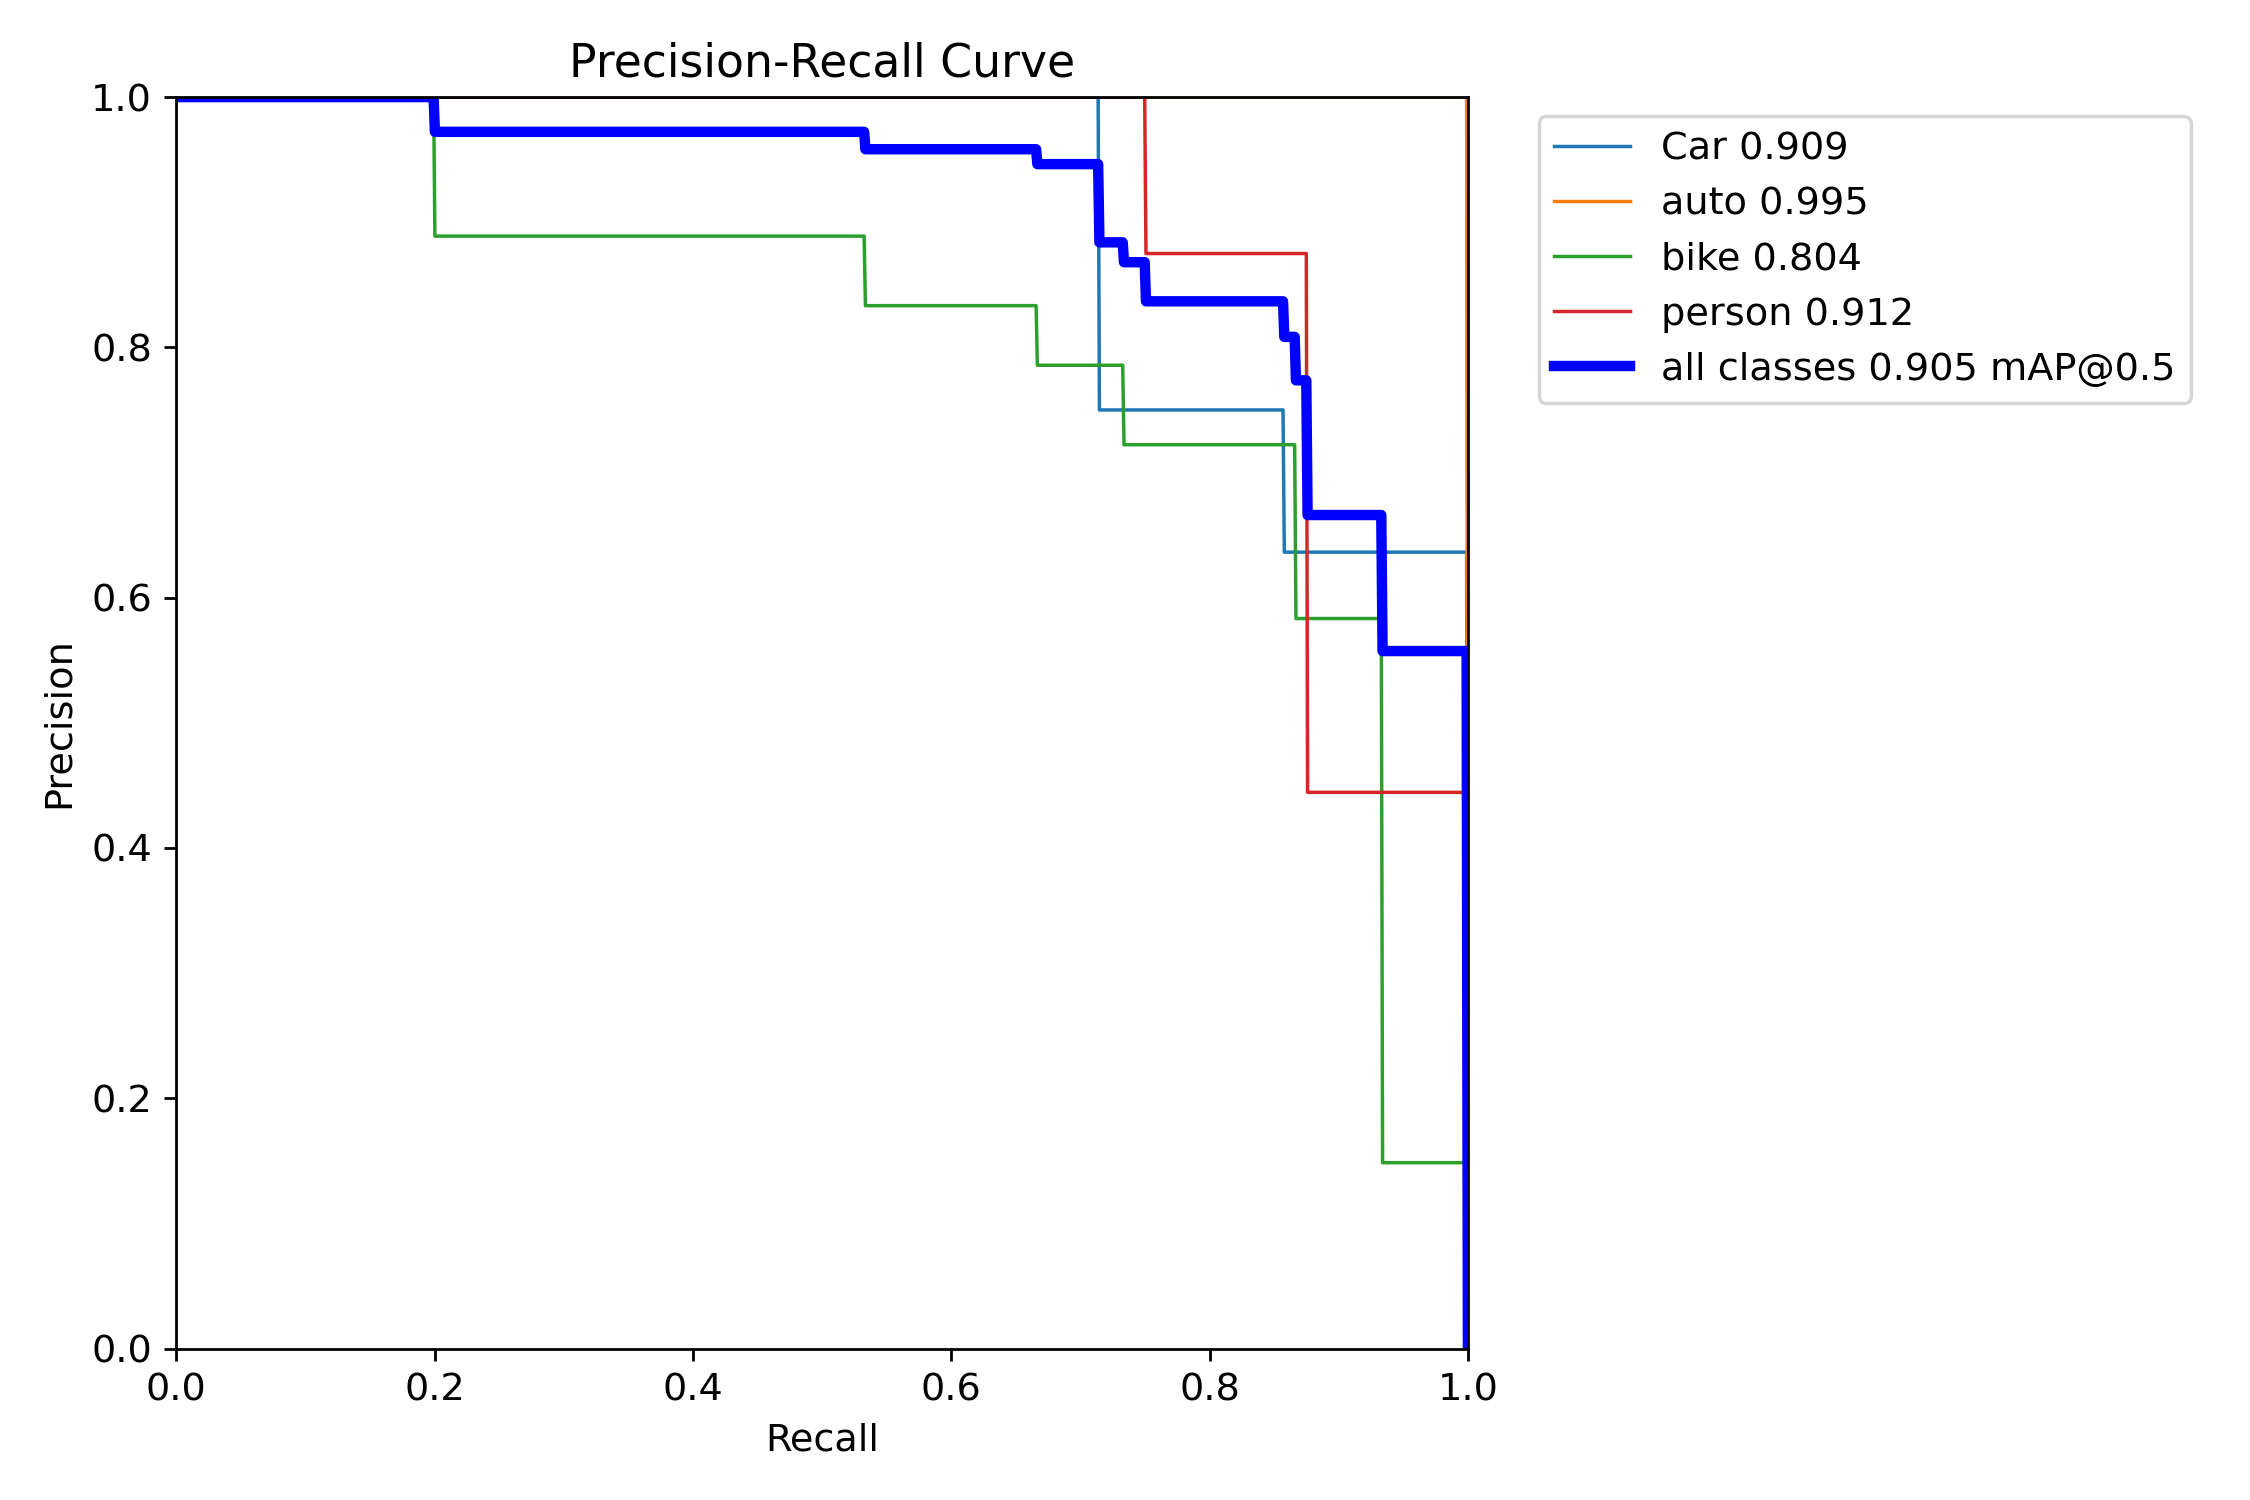 Precision-Recall Curve
1.0
0.8
0.6
0.4
0.2
0.0
Precision
0.0 0.2 0.4 0.6 0.8 1.0
Recall
Car 0.909
auto 0.995
bike 0.804
person 0.912
all classes 0.905 mAP@0.5